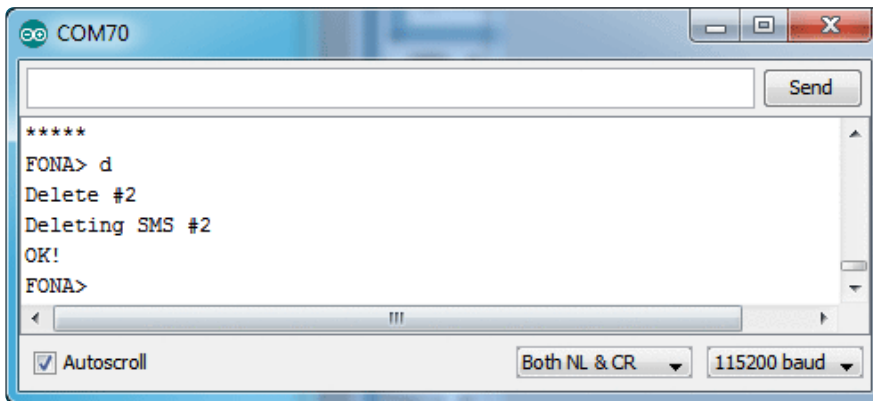 COM70
Send
*****
FONA> d
Delete #2
Deleting SMS #2
OK!
FONA>
Autoscroll
Both NL & CR
115200 baud